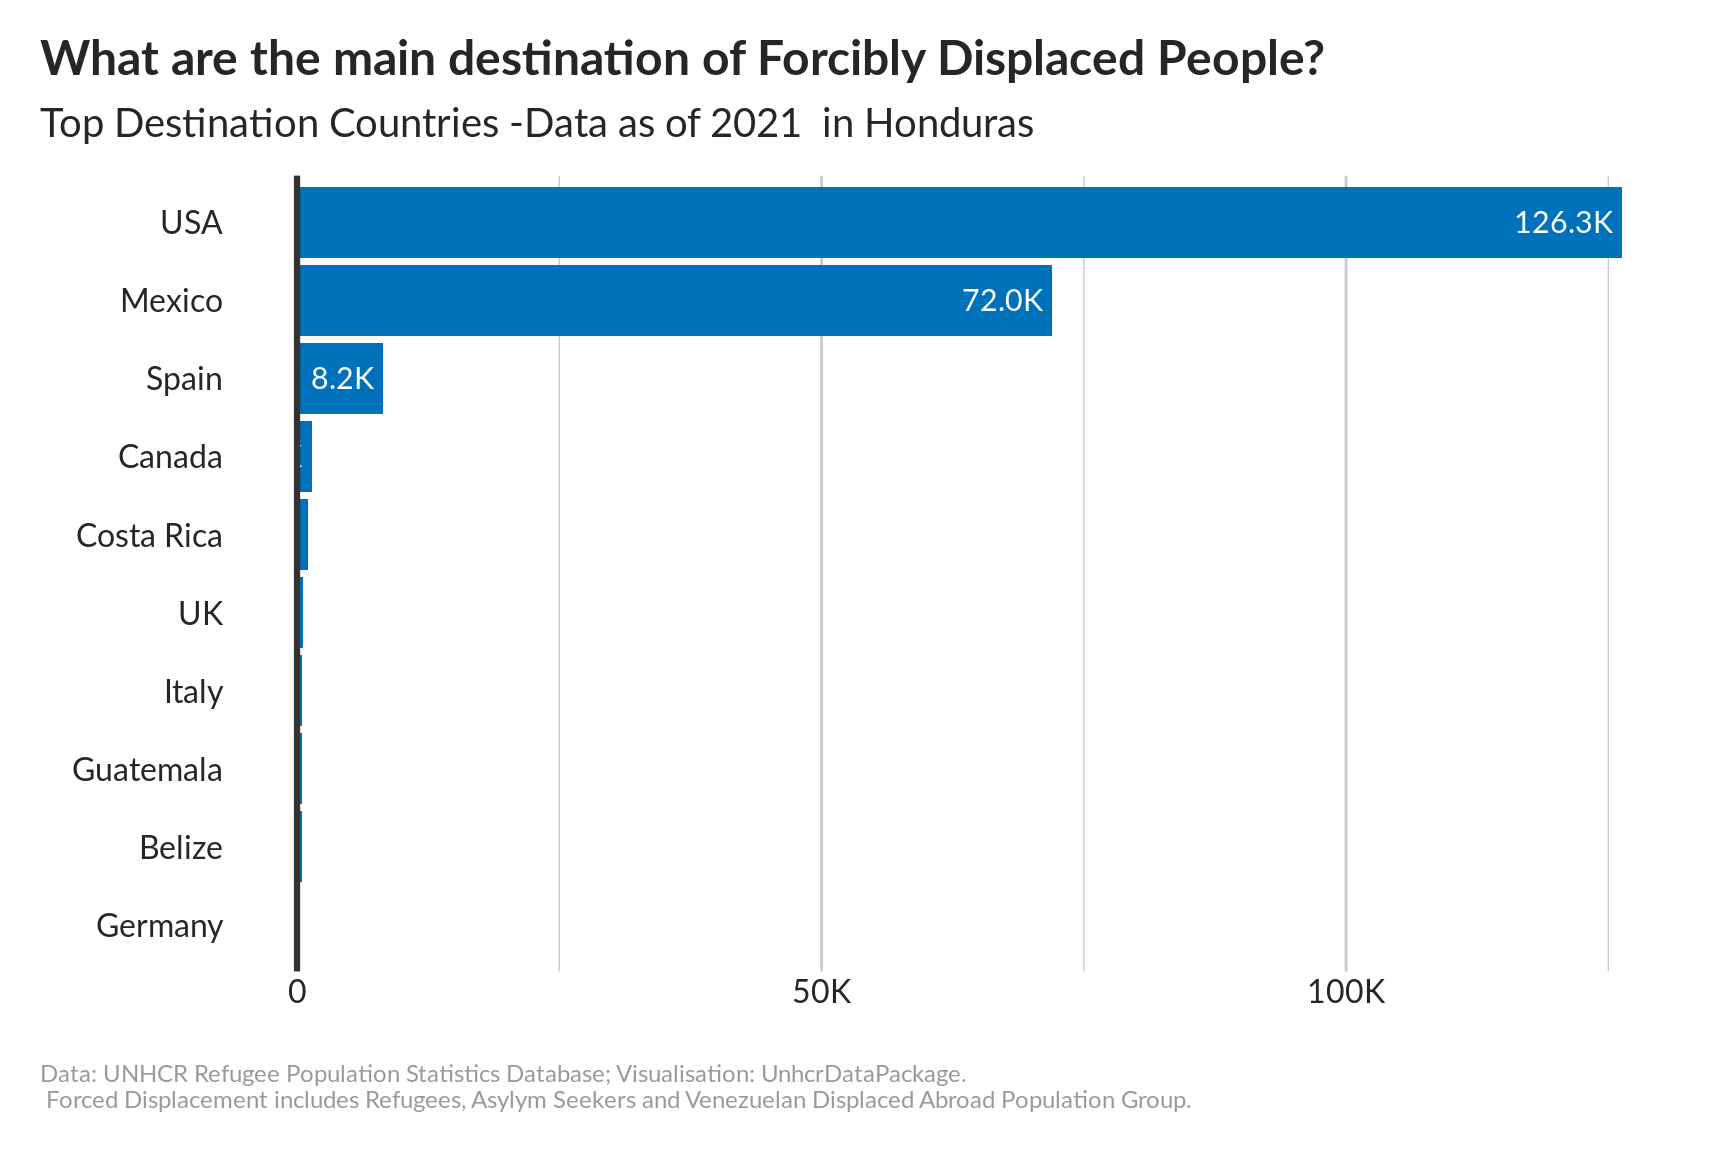 What are the main destination of Forcibly Displaced People?
Top Destination Countries -Data as of 2021  in Honduras
USA
126.3K
Mexico
72.0K
Spain
8.2K
Canada
Costa Rica
UK
Italy
Guatemala
Belize
Germany
0 50K 100K
Data: UNHCR Refugee Population Statistics Database; Visualisation: UnhcrDataPackage.
Forced Displacement includes Refugees, Asylym Seekers and Venezuelan Displaced Abroad Population Group.